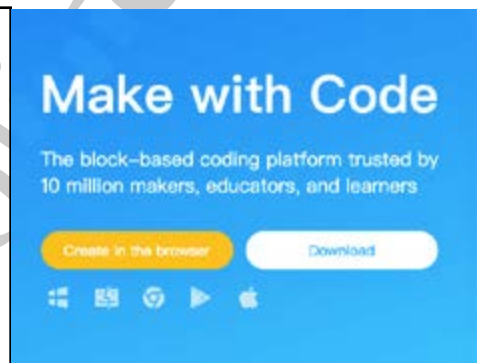 Make with Code
The block-based coding platform trusted by
10 million makers, educators, and learners
Create in the browser
Download